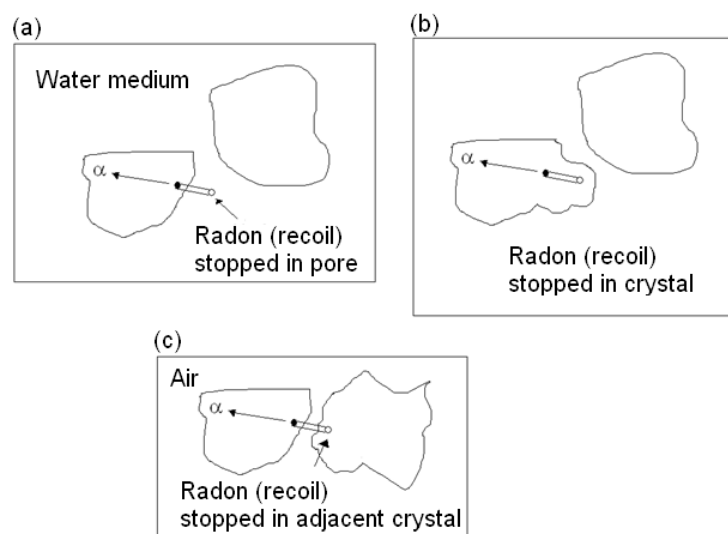 (a)
Water medium
α
Radon (recoil)
stopped in pore
(b)
α
Radon (recoil)
stopped in crystal
(c)
Air
α
Radon (recoil)
stopped in adjacent crystal